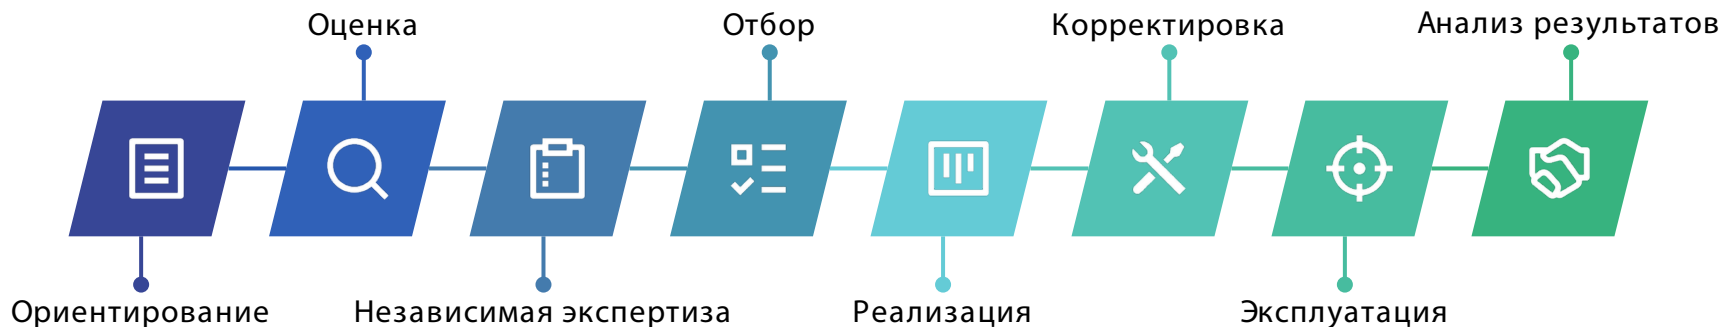 Оценка
Отбор
Корректировка
Анализ результатов
Ориентирование
Независимая экспертиза
Реализация
Эксплуатация